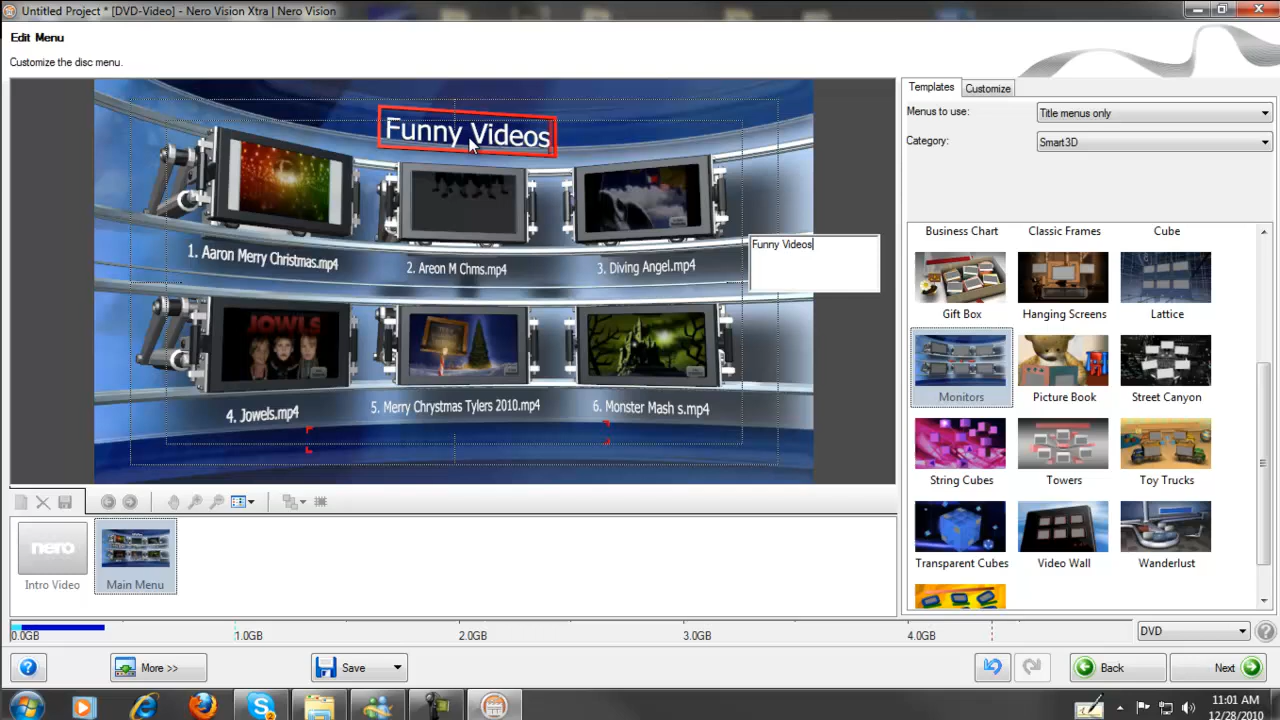 Untitled Project * [DVD-Video] - Nero Vision Xtra | Nero Vision
Edit Menu
Customize the disc menu.
Funny Videos
1. Aaron Merry Christmas.mp4
2. Areon M Chms.mp4
3. Diving Angel.mp4
Funny Videos
JOWLS
4. Jowels.mp4
5. Merry Chrystmas Tylers 2010.mp4
6. Monster Mash s.mp4
Templates
Customize
Menus to use:
Title menus only
Category:
Smart3D
Business Chart
Classic Frames
Cube
Gift Box
Hanging Screens
Lattice
Monitors
Picture Book
Street Canyon
String Cubes
Towers
Toy Trucks
Transparent Cubes
Video Wall
Wanderlust
nero
Intro Video
Main Menu
0.0GB
1.0GB
2.0GB
3.0GB
4.0GB
DVD
More >>
Save
Back
Next
11:01 AM
12/28/2010